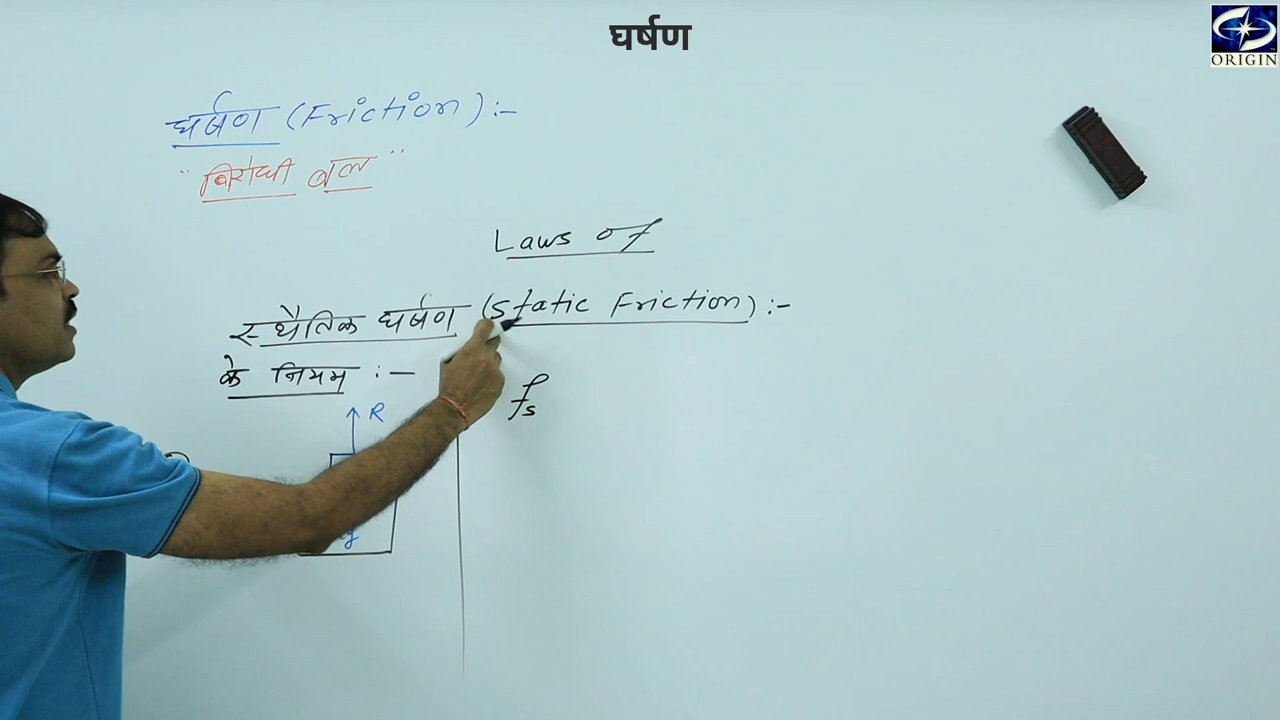 घर्षण
ORIGIN
घर्षण (Friction) :-
"विरोधी बल"
Laws of
स्थैतिक घर्षण (Static Friction) :-
के नियम :-
R
fs